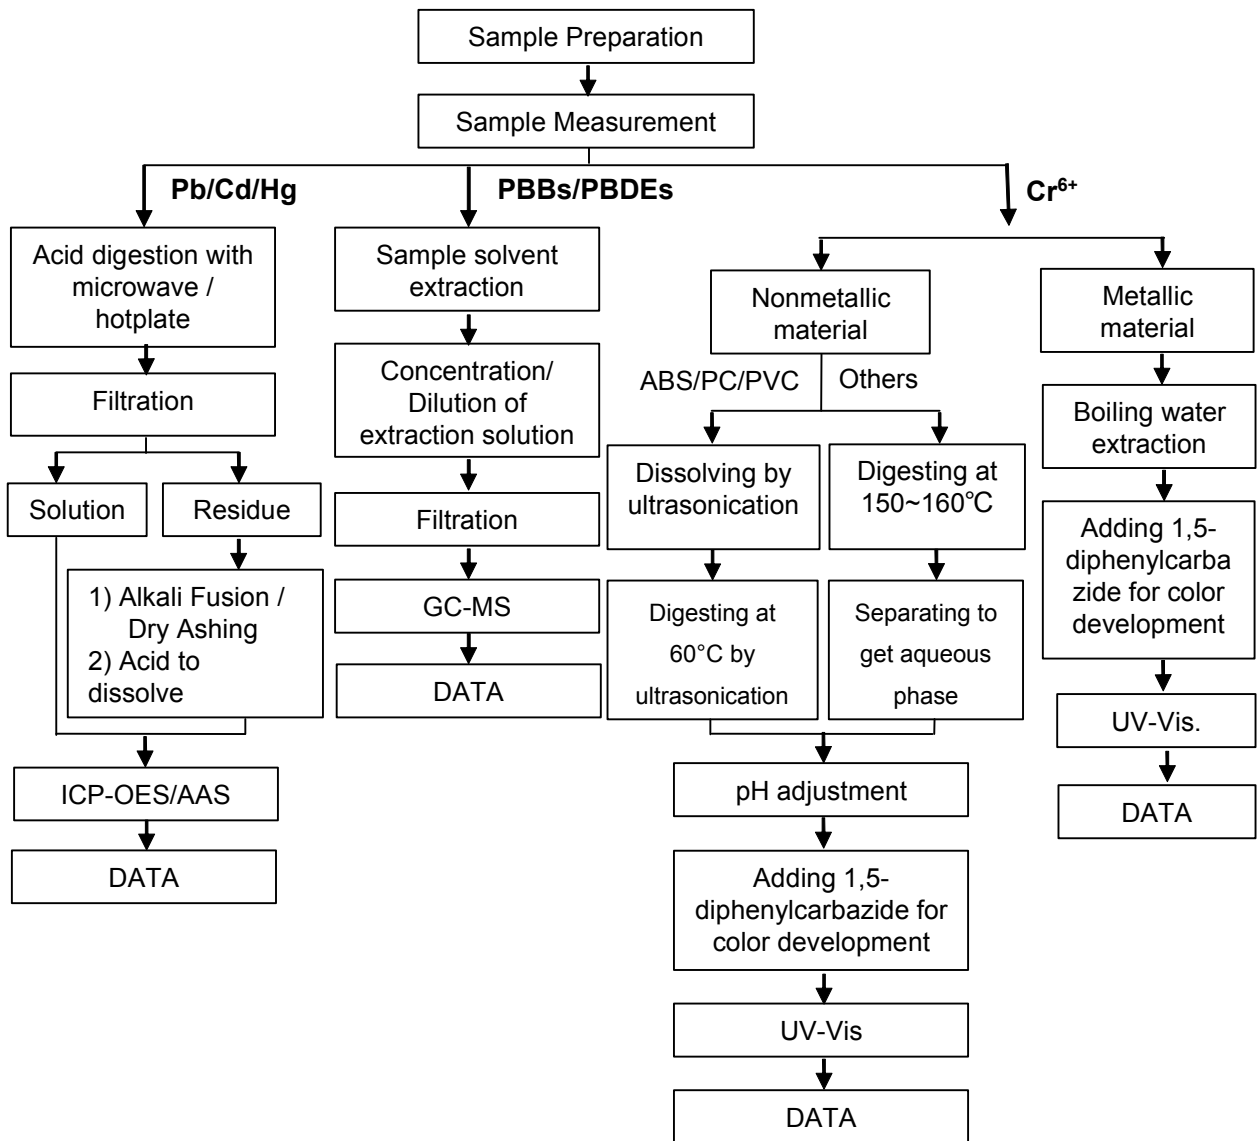 Sample Preparation
Sample Measurement
Pb/Cd/Hg
PBBs/PBDEs
Cr⁶⁺
Acid digestion with
microwave /
hotplate
Filtration
Solution
Residue
1) Alkali Fusion /
Dry Ashing
2) Acid to
dissolve
ICP-OES/AAS
DATA
Sample solvent
extraction
Concentration/
Dilution of
extraction solution
Filtration
GC-MS
DATA
Nonmetallic
material
ABS/PC/PVC
Others
Dissolving by
ultrasonication
Digesting at
60°C by
ultrasonication
Digesting at
150~160℃
Separating to
get aqueous
phase
pH adjustment
Adding 1,5-
diphenylcarbazide for
color development
UV-Vis
DATA
Metallic
material
Boiling water
extraction
Adding 1,5-
diphenylcarba
zide for color
development
UV-Vis.
DATA